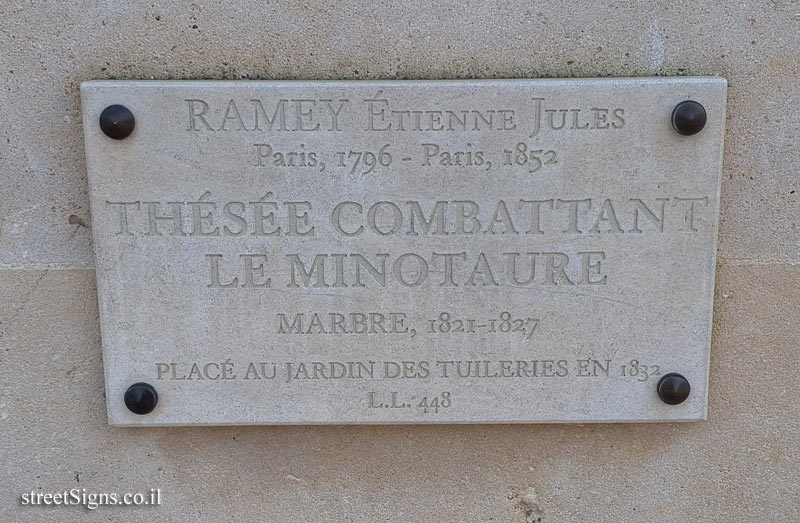 RAMEY ÉTIENNE JULES
Paris, 1796 - Paris, 1852
THÉSÉE COMBATTANT
LE MINOTAURE
MARBRE, 1821-1827
PLACÉ AU JARDIN DES TUILERIES EN 1832
L.L. 448
streetSigns.co.il